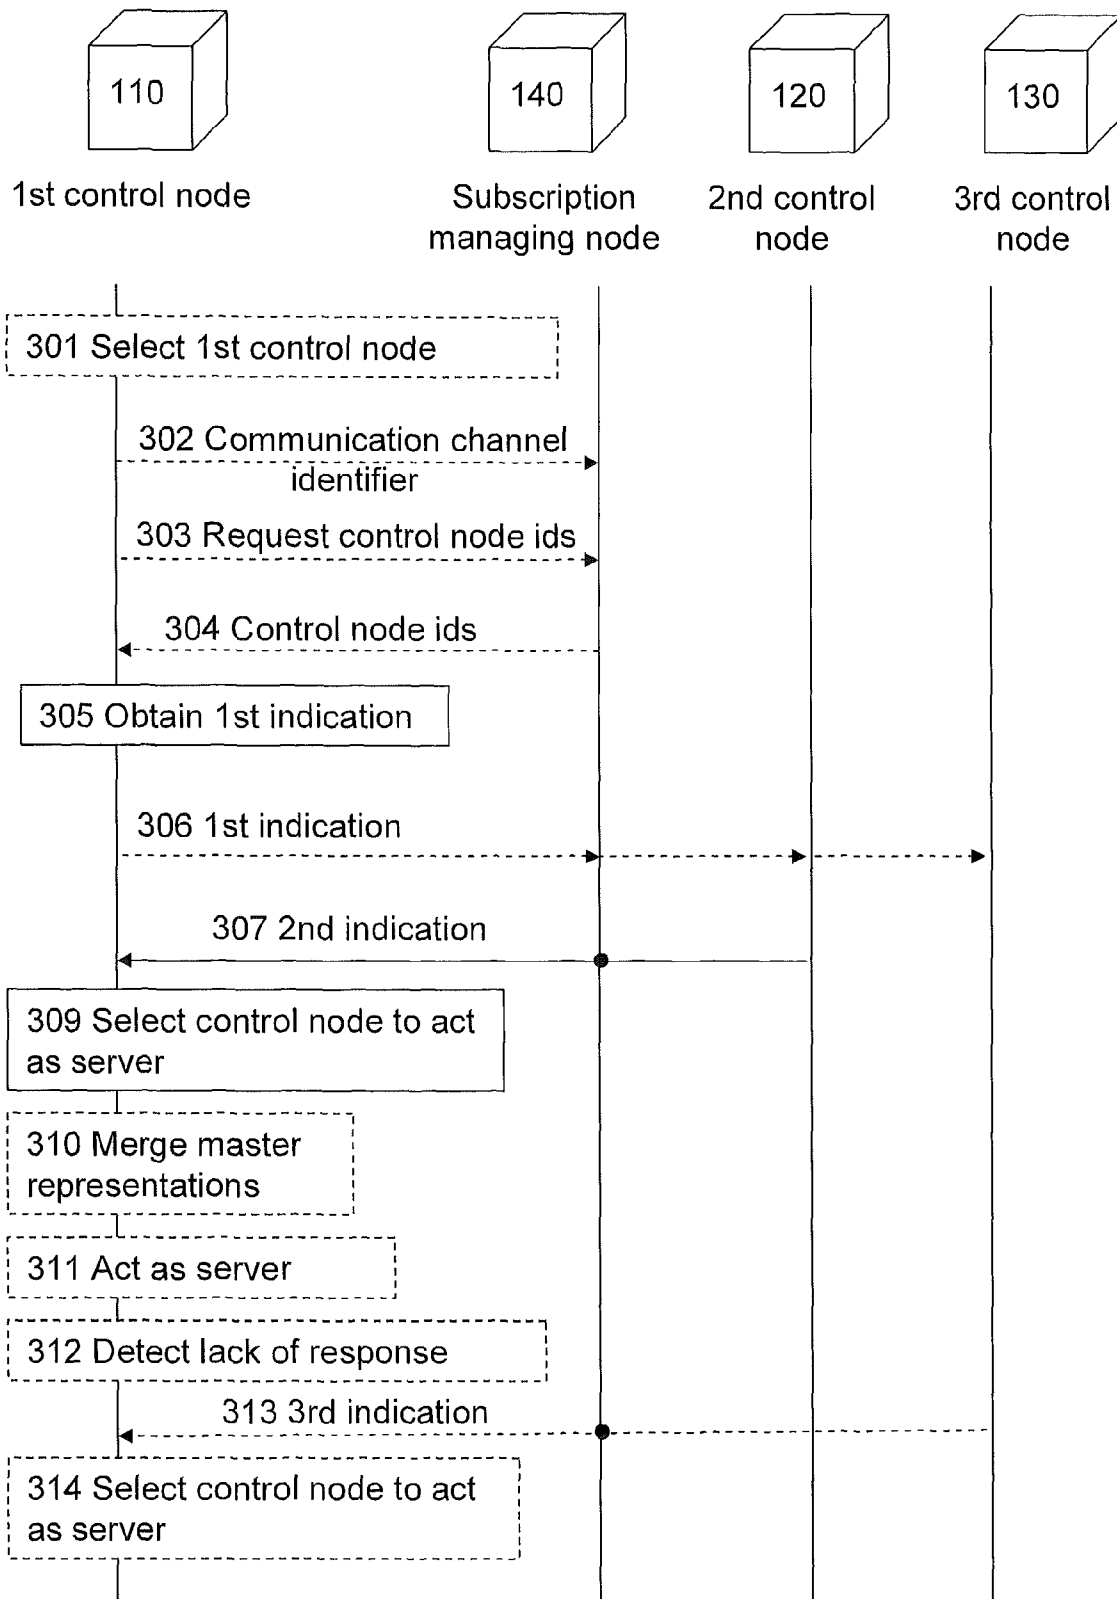 110
140
120
130
1st control node
Subscription
managing node
2nd control
node
3rd control
node
301 Select 1st control node
302 Communication channel
identifier
303 Request control node ids
304 Control node ids
305 Obtain 1st indication
306 1st indication
307 2nd indication
309 Select control node to act
as server
310 Merge master
representations
311 Act as server
312 Detect lack of response
313 3rd indication
314 Select control node to act
as server